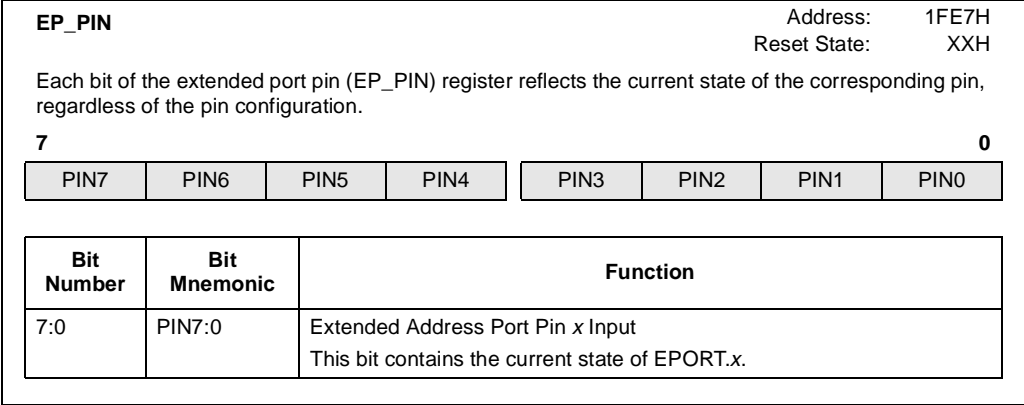 EP_PIN Address: 1FE7H
Reset State: XXH
Each bit of the extended port pin (EP_PIN) register reflects the current state of the corresponding pin,
regardless of the pin configuration.
7 0
PIN7 PIN6 PIN5 PIN4 PIN3 PIN2 PIN1 PIN0
Bit Number Bit Mnemonic Function
7:0 PIN7:0 Extended Address Port Pin x Input
This bit contains the current state of EPORT.x.